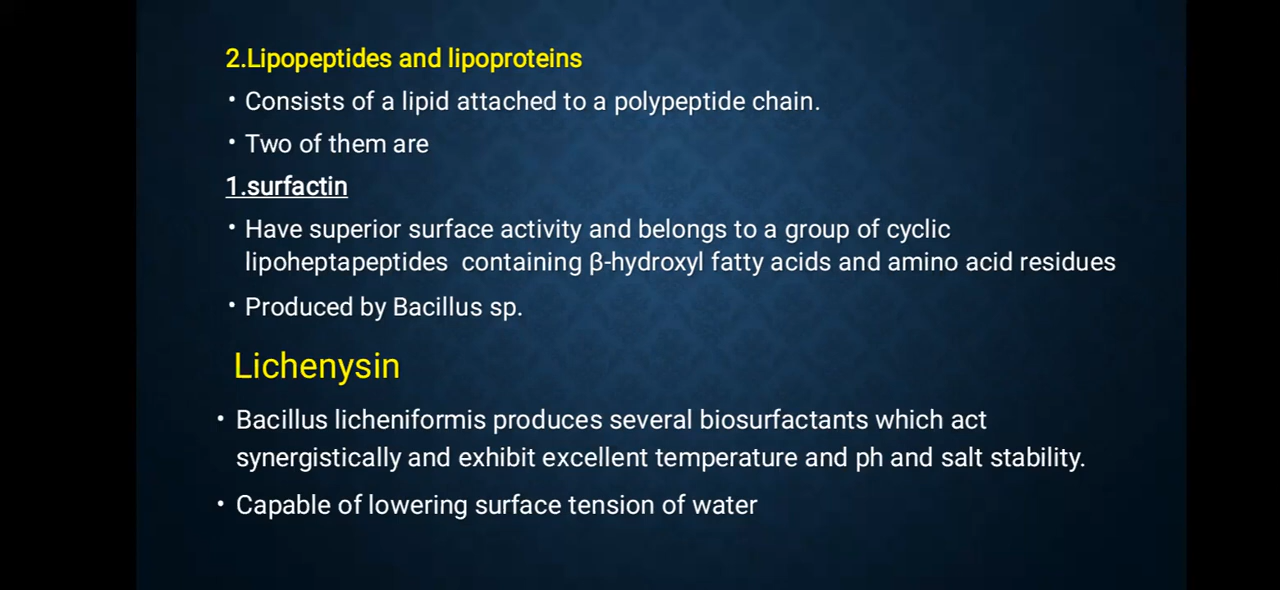 2.Lipopeptides and lipoproteins
• Consists of a lipid attached to a polypeptide chain.
• Two of them are
1.surfactin
• Have superior surface activity and belongs to a group of cyclic
lipoheptapeptides containing β-hydroxyl fatty acids and amino acid residues
• Produced by Bacillus sp.
Lichenysin
• Bacillus licheniformis produces several biosurfactants which act
synergistically and exhibit excellent temperature and ph and salt stability.
• Capable of lowering surface tension of water